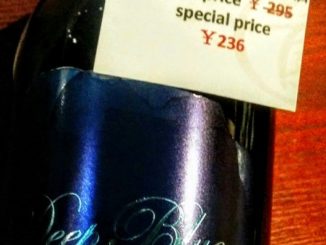 price ¥ 295
special price
¥ 236
Deep Blue